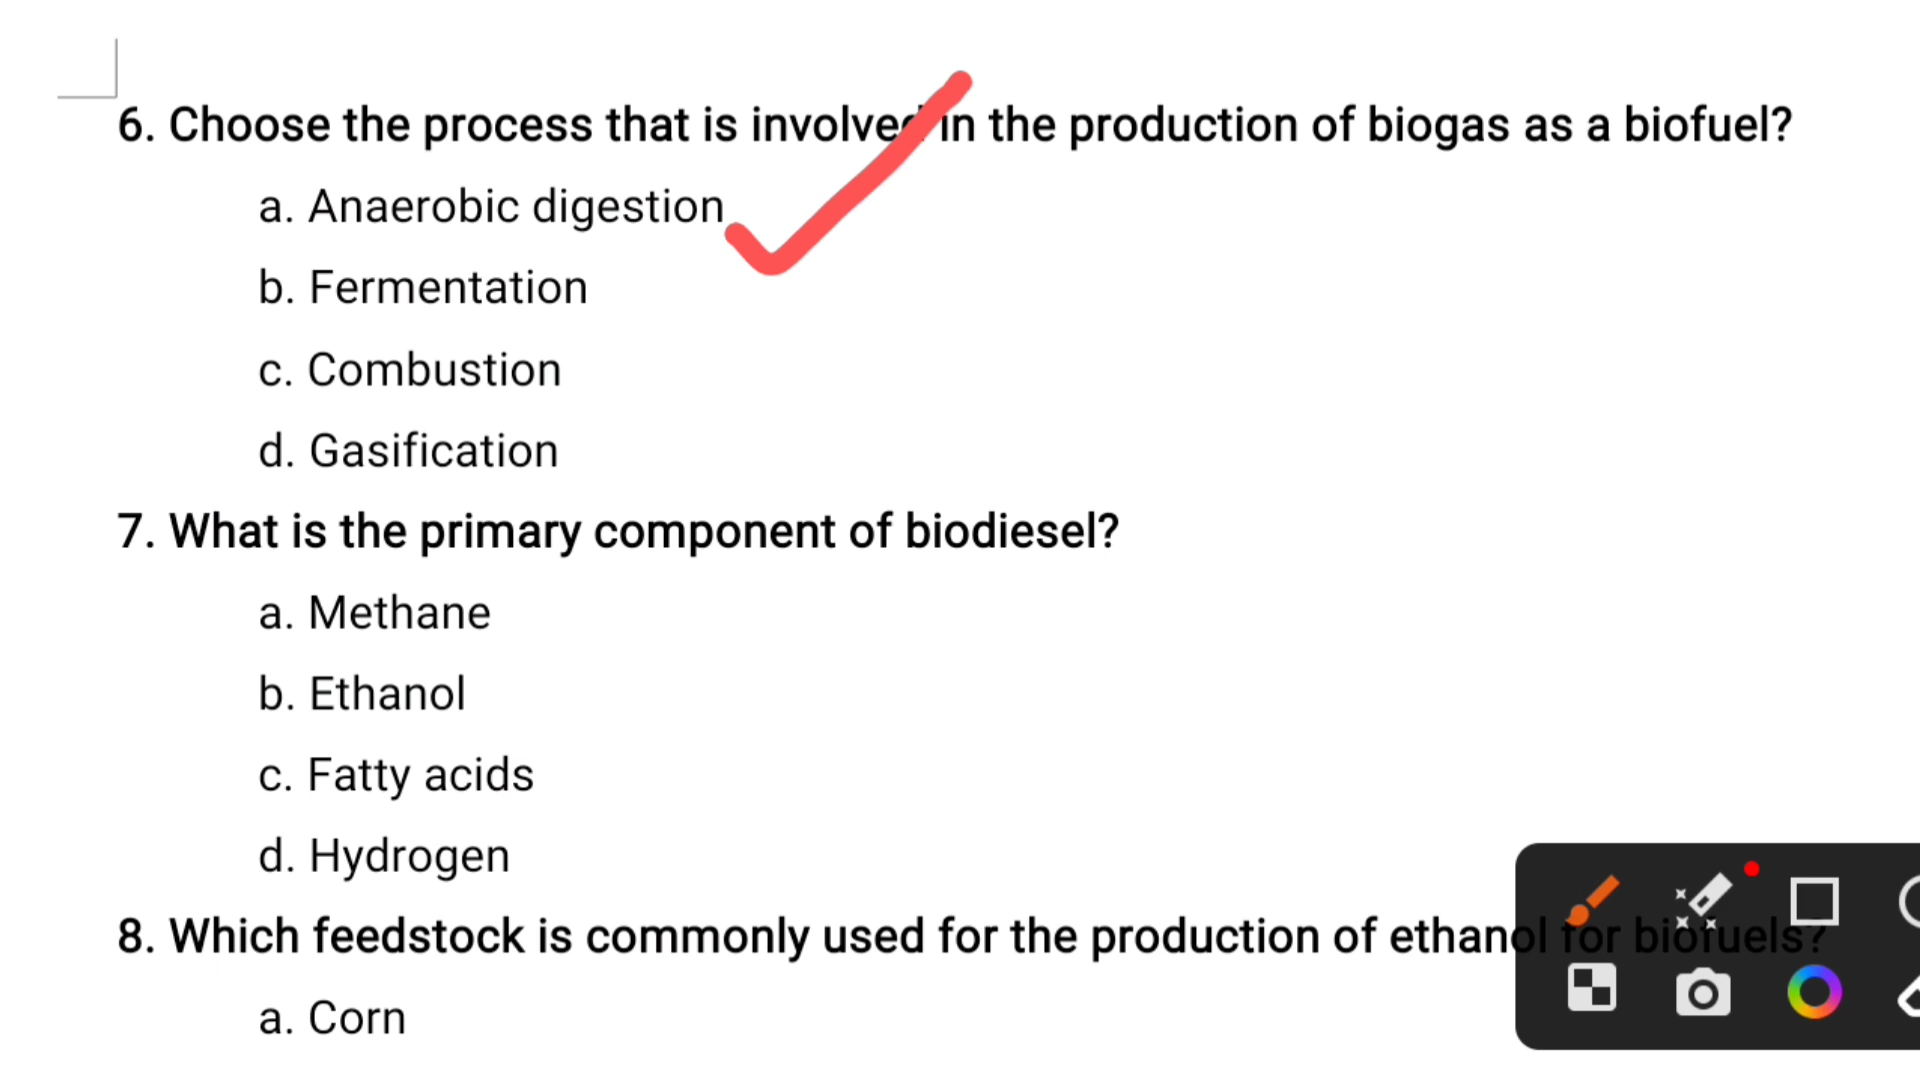 6. Choose the process that is involved in the production of biogas as a biofuel?
a. Anaerobic digestion
b. Fermentation
c. Combustion
d. Gasification
7. What is the primary component of biodiesel?
a. Methane
b. Ethanol
c. Fatty acids
d. Hydrogen
8. Which feedstock is commonly used for the production of ethanol for biofuels?
a. Corn